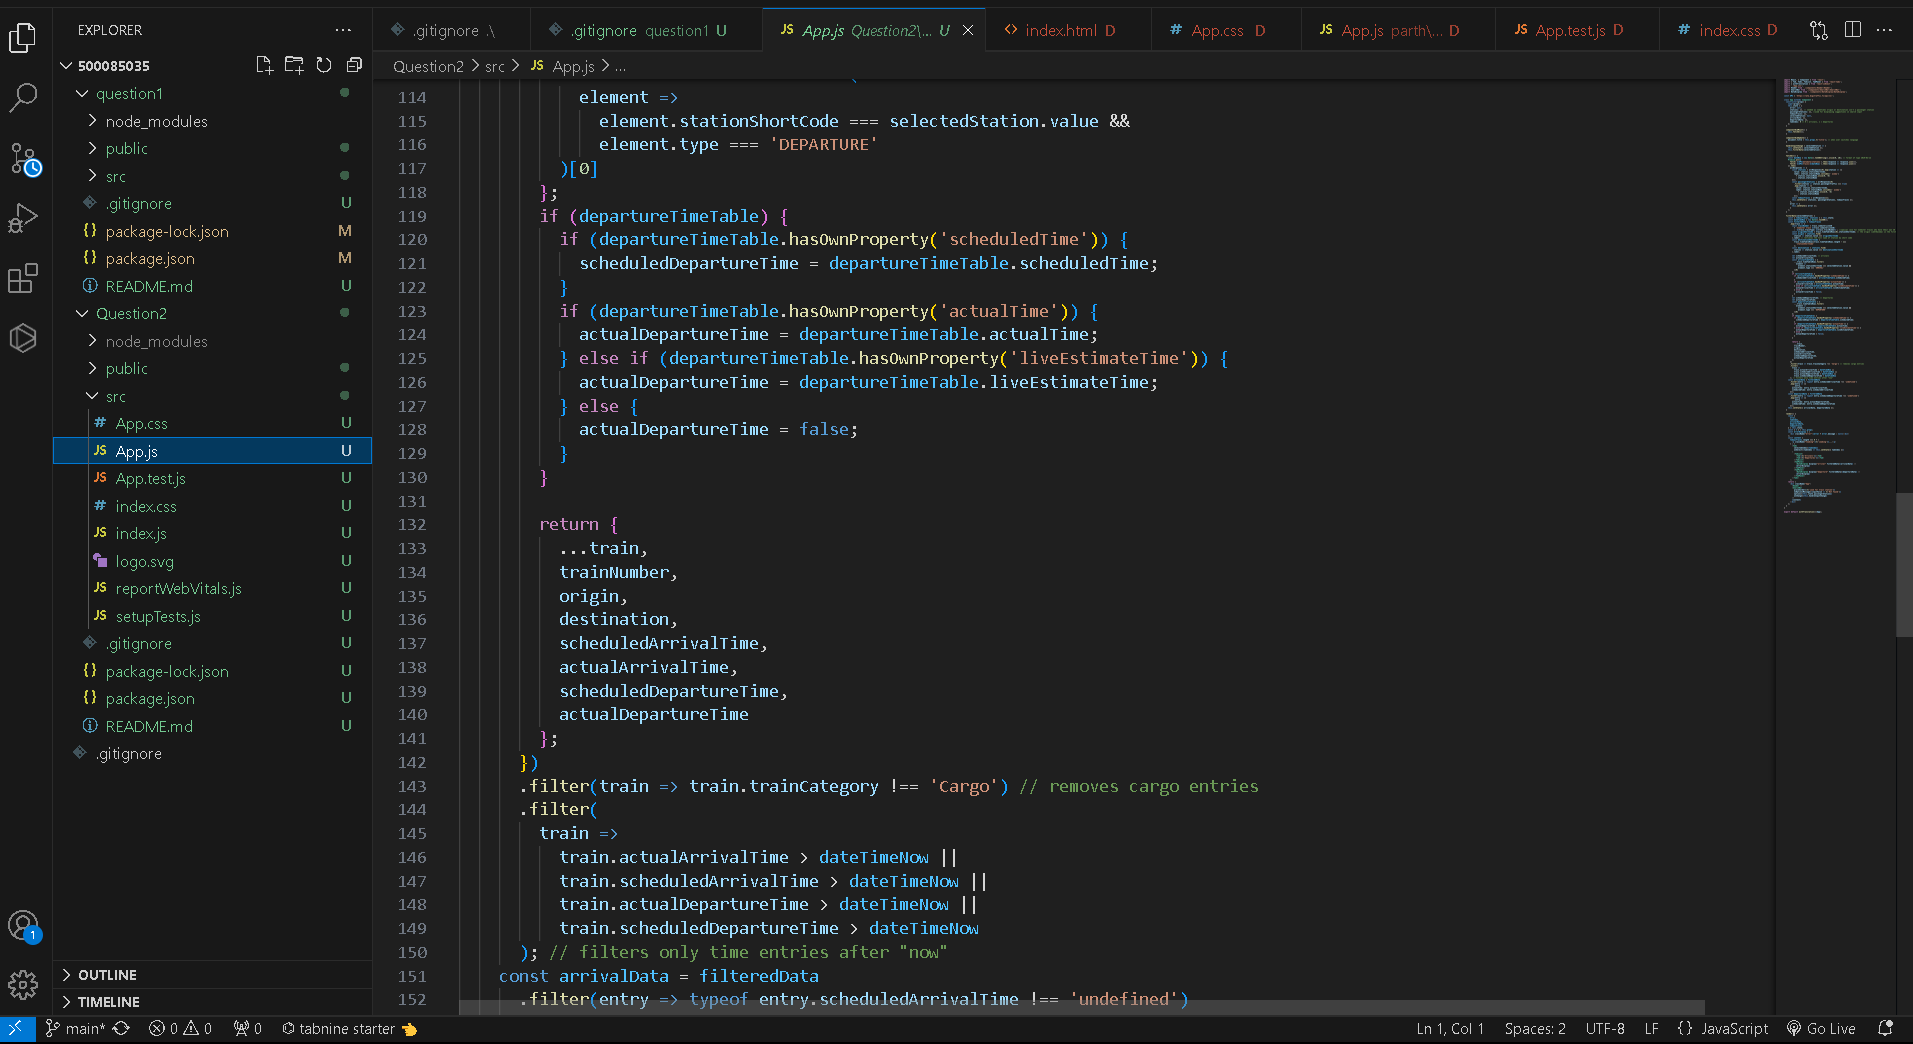 EXPLORER
500085035
question1
node_modules
public
src
.gitignore U
package-lock.json M
package.json M
README.md U
Question2
node_modules
public
src
App.css U
App.js U
App.test.js U
index.css U
index.js U
logo.svg U
reportWebVitals.js U
setupTests.js U
.gitignore U
package-lock.json U
package.json U
README.md U
.gitignore
OUTLINE
TIMELINE
.gitignore .\
.gitignore question1 U
JS App.js Question2\... U
index.html D
# App.css D
JS App.js parth\... D
JS App.test.js D
# index.css D
Question2 > src > JS App.js > ...
114 element =>
115 element.stationShortCode === selectedStation.value &&
116 element.type === 'DEPARTURE'
117 )[0]
118 };
119 if (departureTimeTable) {
120 if (departureTimeTable.hasOwnProperty('scheduledTime')) {
121 scheduledDepartureTime = departureTimeTable.scheduledTime;
122 }
123 if (departureTimeTable.hasOwnProperty('actualTime')) {
124 actualDepartureTime = departureTimeTable.actualTime;
125 } else if (departureTimeTable.hasOwnProperty('liveEstimateTime')) {
126 actualDepartureTime = departureTimeTable.liveEstimateTime;
127 } else {
128 actualDepartureTime = false;
129 }
130 }
131
132 return {
133 ...train,
134 trainNumber,
135 origin,
136 destination,
137 scheduledArrivalTime,
138 actualArrivalTime,
139 scheduledDepartureTime,
140 actualDepartureTime
141 };
142 })
143 .filter(train => train.trainCategory !== 'Cargo') // removes cargo entries
144 .filter(
145 train =>
146 train.actualArrivalTime > dateTimeNow ||
147 train.scheduledArrivalTime > dateTimeNow ||
148 train.actualDepartureTime > dateTimeNow ||
149 train.scheduledDepartureTime > dateTimeNow
150 ); // filters only time entries after "now"
151 const arrivalData = filteredData
152 .filter(entry => typeof entry.scheduledArrivalTime !== 'undefined')
1
main* 0 0 0 tabnine starter Ln 1, Col 1 Spaces: 2 UTF-8 LF {} JavaScript Go Live